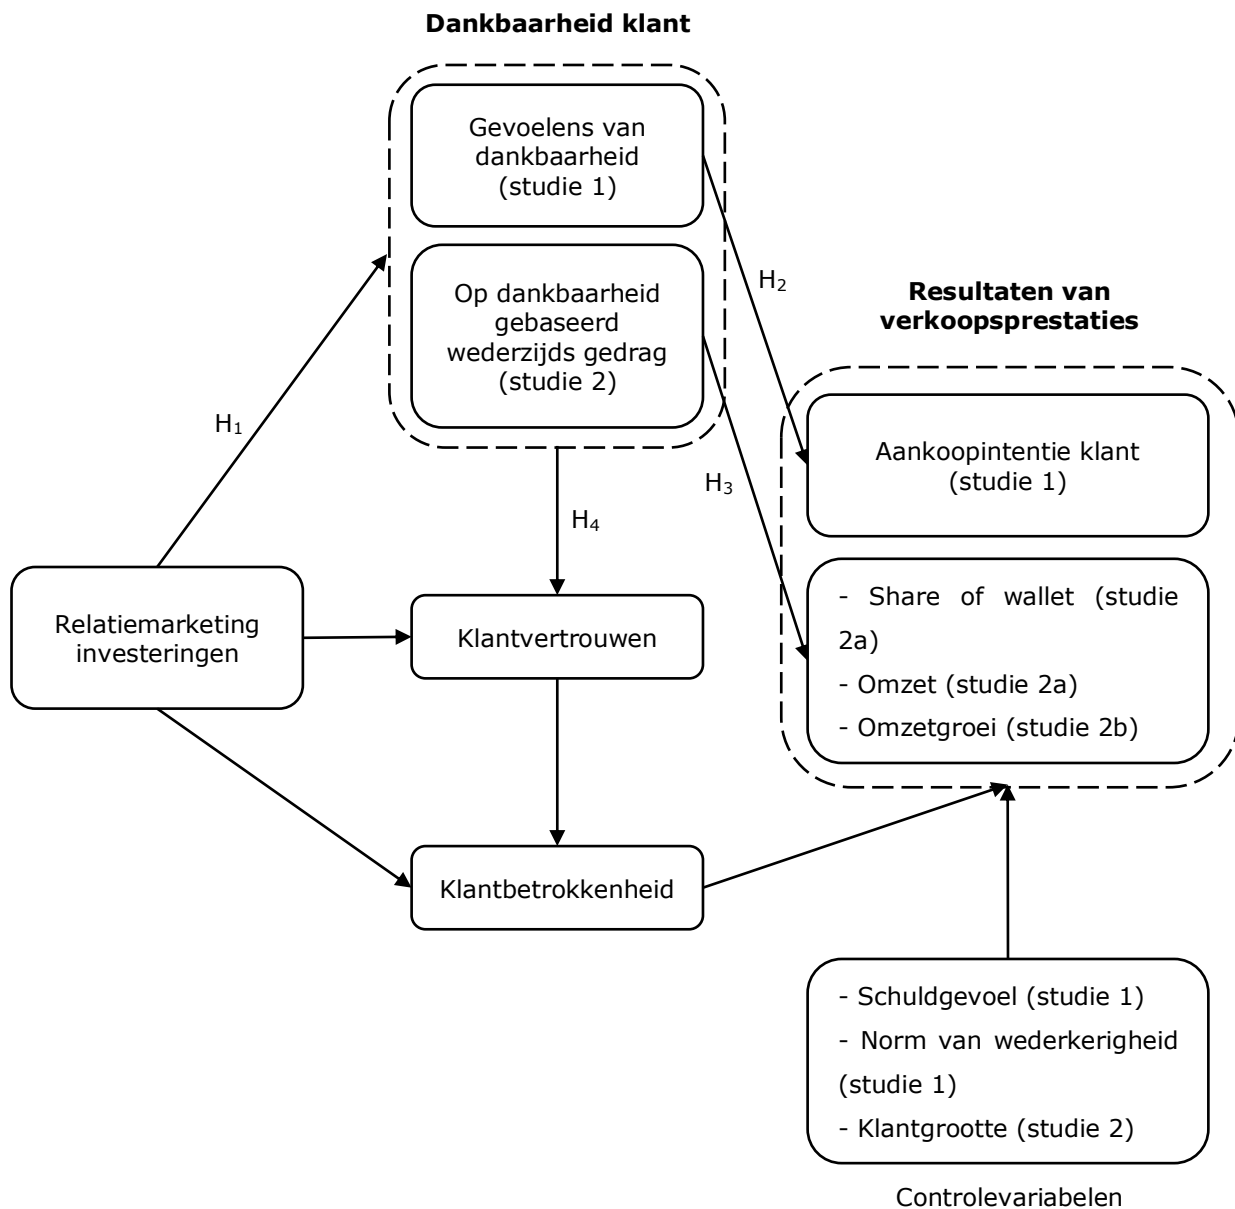 Dankbaarheid klant
Gevoelens van
dankbaarheid
(studie 1)
Op dankbaarheid
gebaseerd
wederzijds gedrag
(studie 2)
H₁
H₂
H₃
H₄
Resultaten van
verkoopsprestaties
Aankoopintentie klant
(studie 1)
- Share of wallet (studie
2a)
- Omzet (studie 2a)
- Omzetgroei (studie 2b)
Relatiemarketing
investeringen
Klantvertrouwen
Klantbetrokkenheid
- Schuldgevoel (studie 1)
- Norm van wederkerigheid
(studie 1)
- Klantgrootte (studie 2)
Controlevariabelen